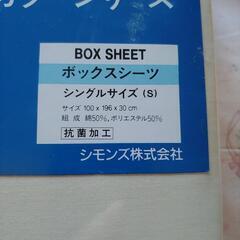 BOX SHEET
ボックスシーツ
シングルサイズ (S)
サイズ 100×196×30cm
組 成 綿50%、ポリエステル50%
抗菌加工
シモンズ株式会社